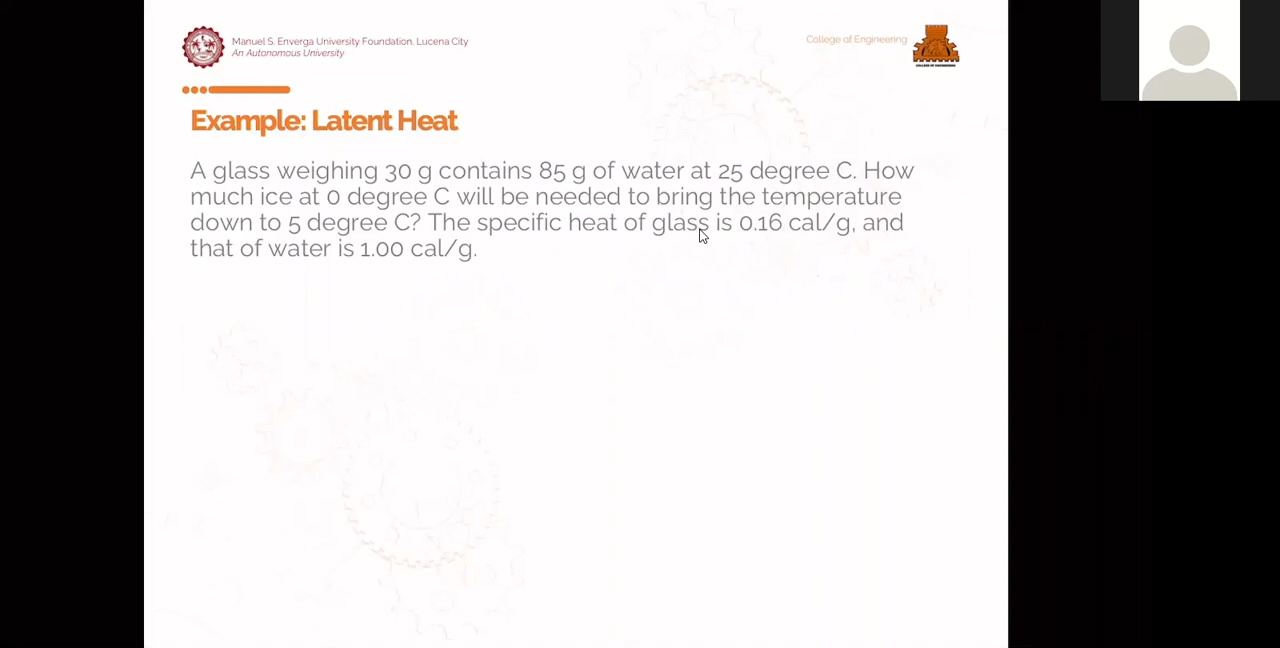 Manuel S. Enverga University Foundation, Lucena City
An Autonomous University
College of Engineering
Example: Latent Heat
A glass weighing 30 g contains 85 g of water at 25 degree C. How
much ice at 0 degree C will be needed to bring the temperature
down to 5 degree C? The specific heat of glass is 0.16 cal/g, and
that of water is 1.00 cal/g.